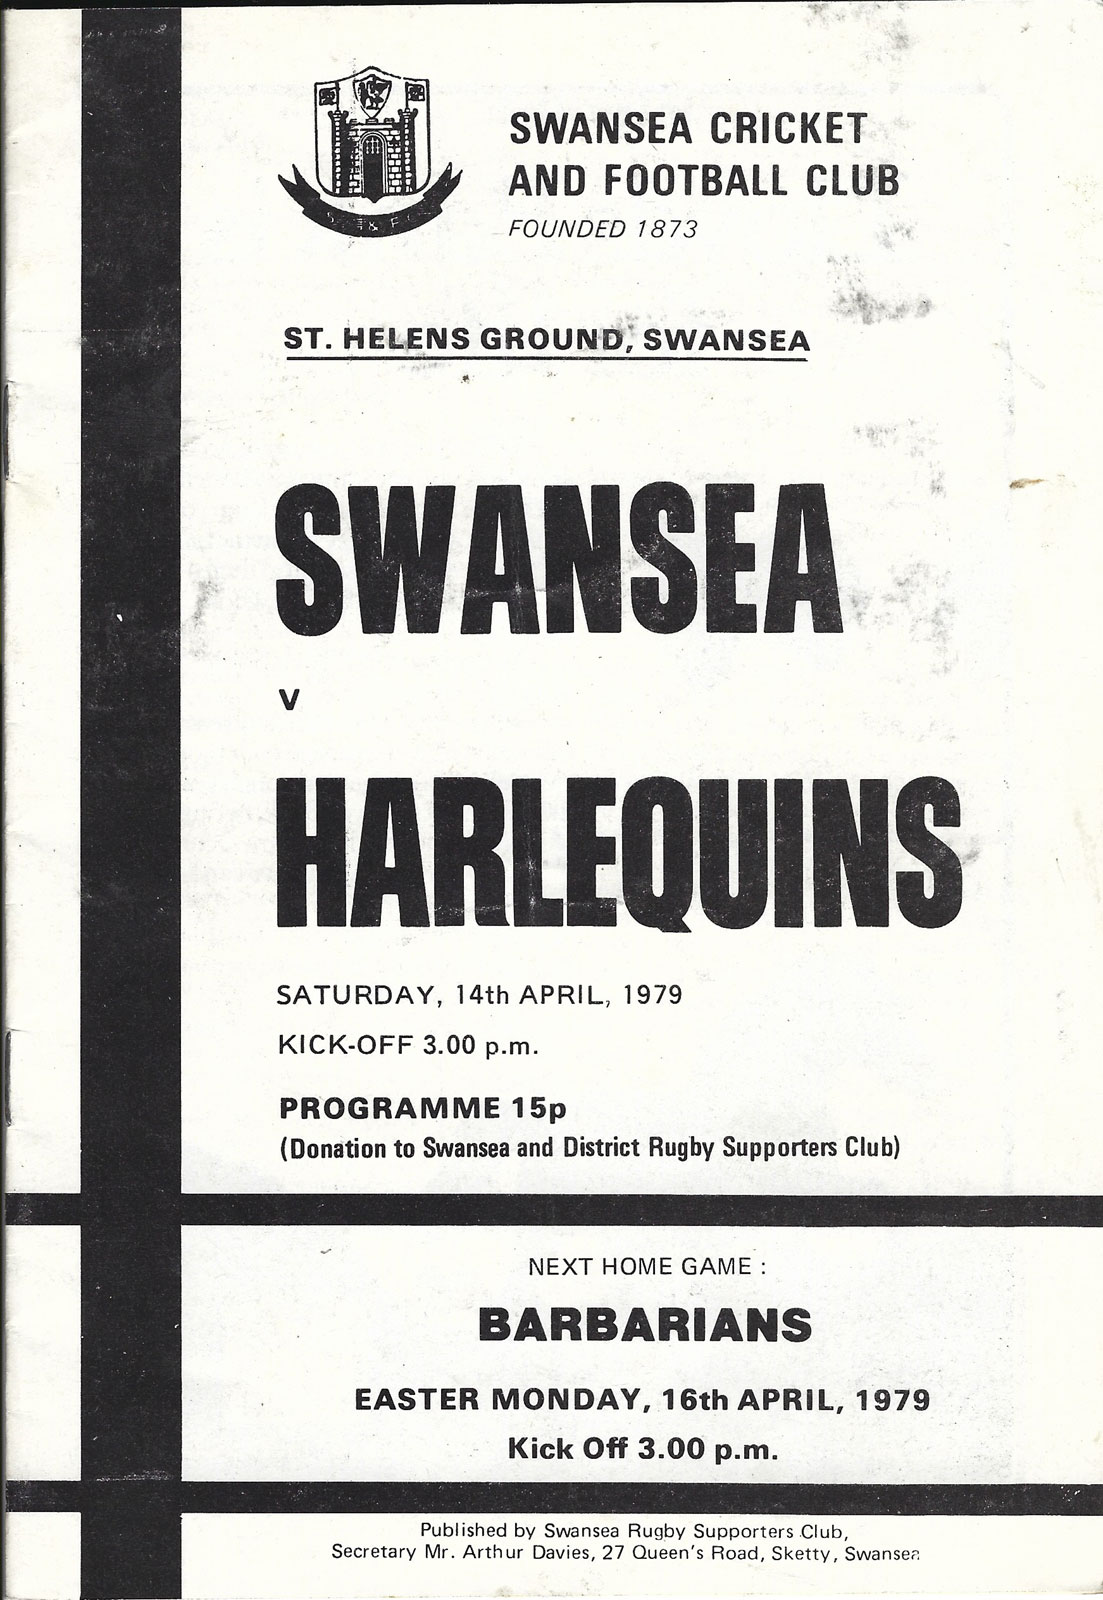 SWANSEA CRICKET
AND FOOTBALL CLUB
FOUNDED 1873
ST. HELENS GROUND, SWANSEA
SWANSEA
v
HARLEQUINS
SATURDAY, 14th APRIL, 1979
KICK-OFF 3.00 p.m.
PROGRAMME 15p
(Donation to Swansea and District Rugby Supporters Club)
NEXT HOME GAME :
BARBARIANS
EASTER MONDAY, 16th APRIL, 1979
Kick Off 3.00 p.m.
Published by Swansea Rugby Supporters Club,
Secretary Mr. Arthur Davies, 27 Queen's Road, Sketty, Swansea